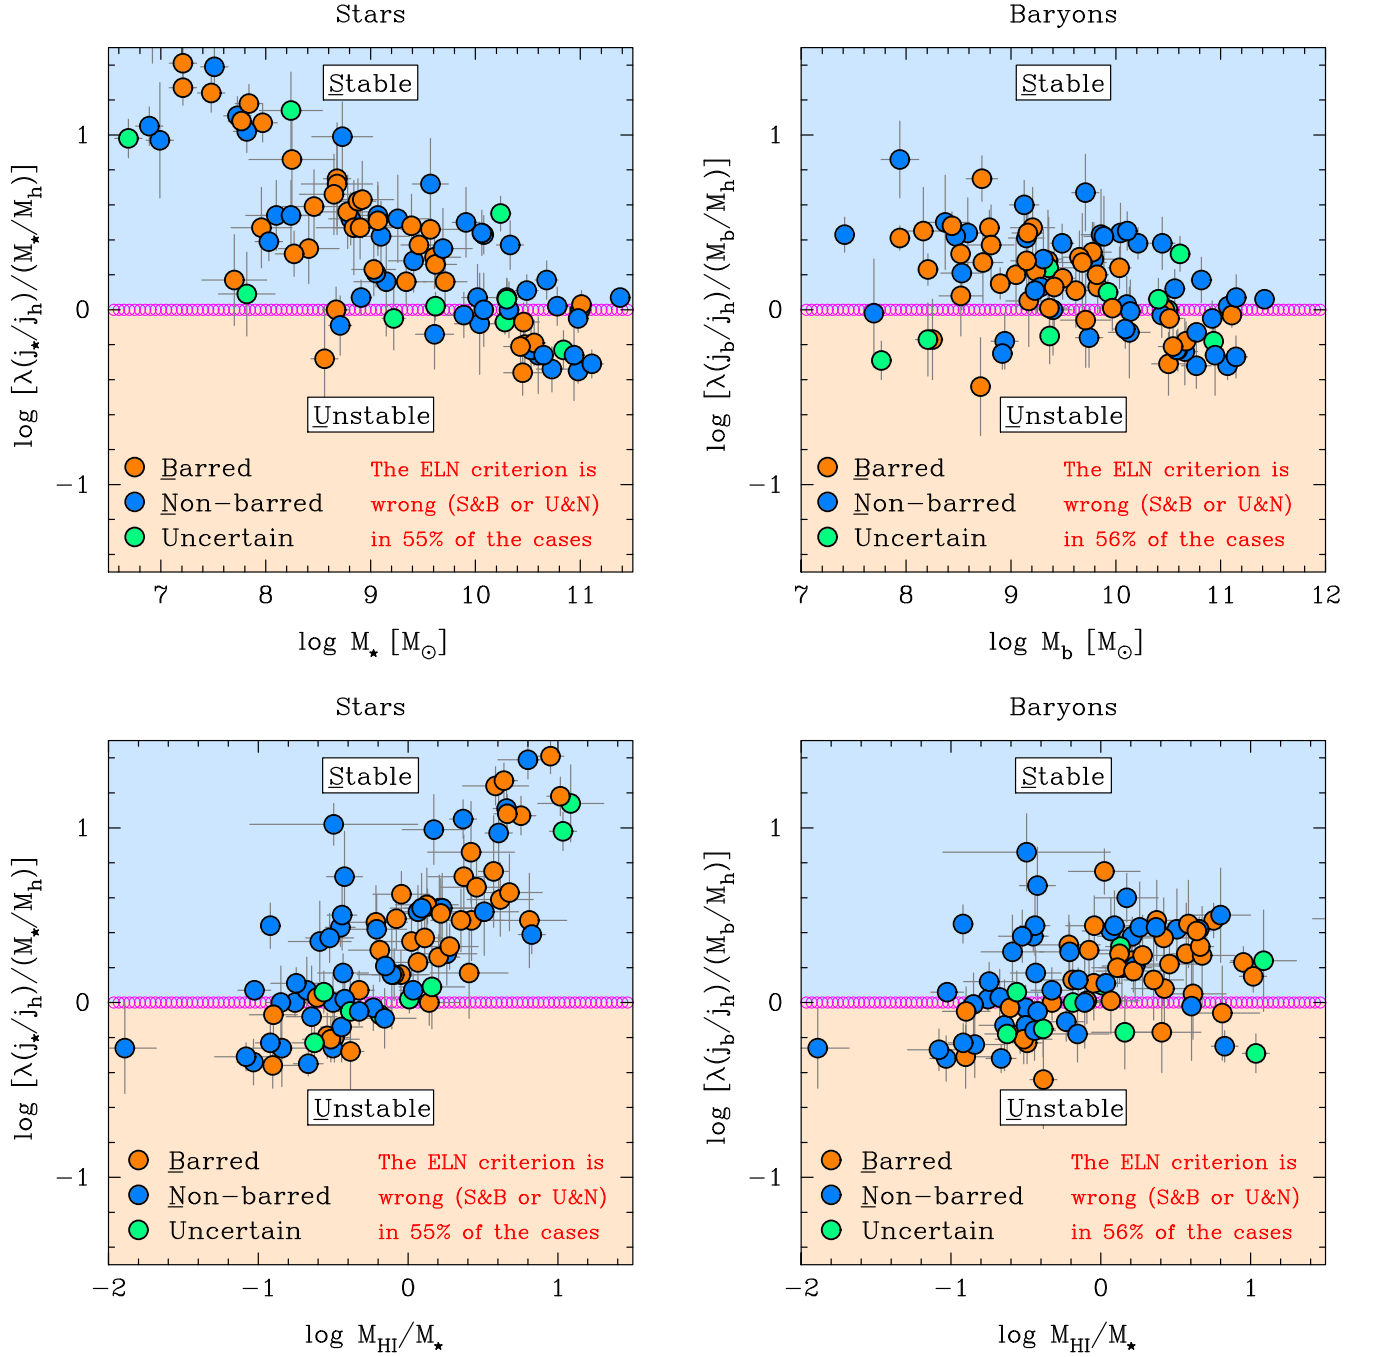 Stars
Stable
Unstable
Barred
Non-barred
Uncertain
The ELN criterion is
wrong (S&B or U&N)
in 55% of the cases
1
0
-1
7 8 9 10 11
log [λ(j⋆/jh)/(M⋆/Mh)]
log M⋆ [M⊙]
Baryons
Stable
Unstable
Barred
Non-barred
Uncertain
The ELN criterion is
wrong (S&B or U&N)
in 56% of the cases
1
0
-1
7 8 9 10 11 12
log [λ(jb/jh)/(Mb/Mh)]
log Mb [M⊙]
Stars
Stable
Unstable
Barred
Non-barred
Uncertain
The ELN criterion is
wrong (S&B or U&N)
in 55% of the cases
1
0
-1
-2 -1 0 1
log [λ(j⋆/jh)/(M⋆/Mh)]
log MHI/M⋆
Baryons
Stable
Unstable
Barred
Non-barred
Uncertain
The ELN criterion is
wrong (S&B or U&N)
in 56% of the cases
1
0
-1
-2 -1 0 1
log [λ(jb/jh)/(Mb/Mh)]
log MHI/M⋆